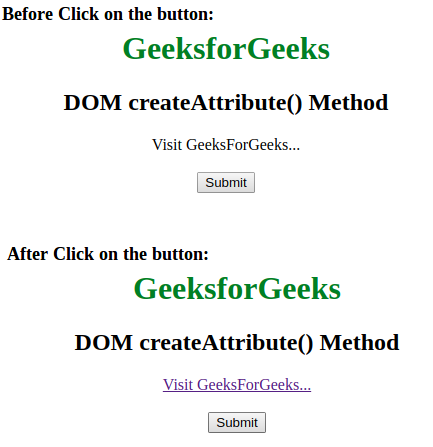 Before Click on the button:
GeeksforGeeks
DOM createAttribute() Method
Visit GeeksForGeeks...
Submit
After Click on the button:
GeeksforGeeks
DOM createAttribute() Method
Visit GeeksForGeeks...
Submit